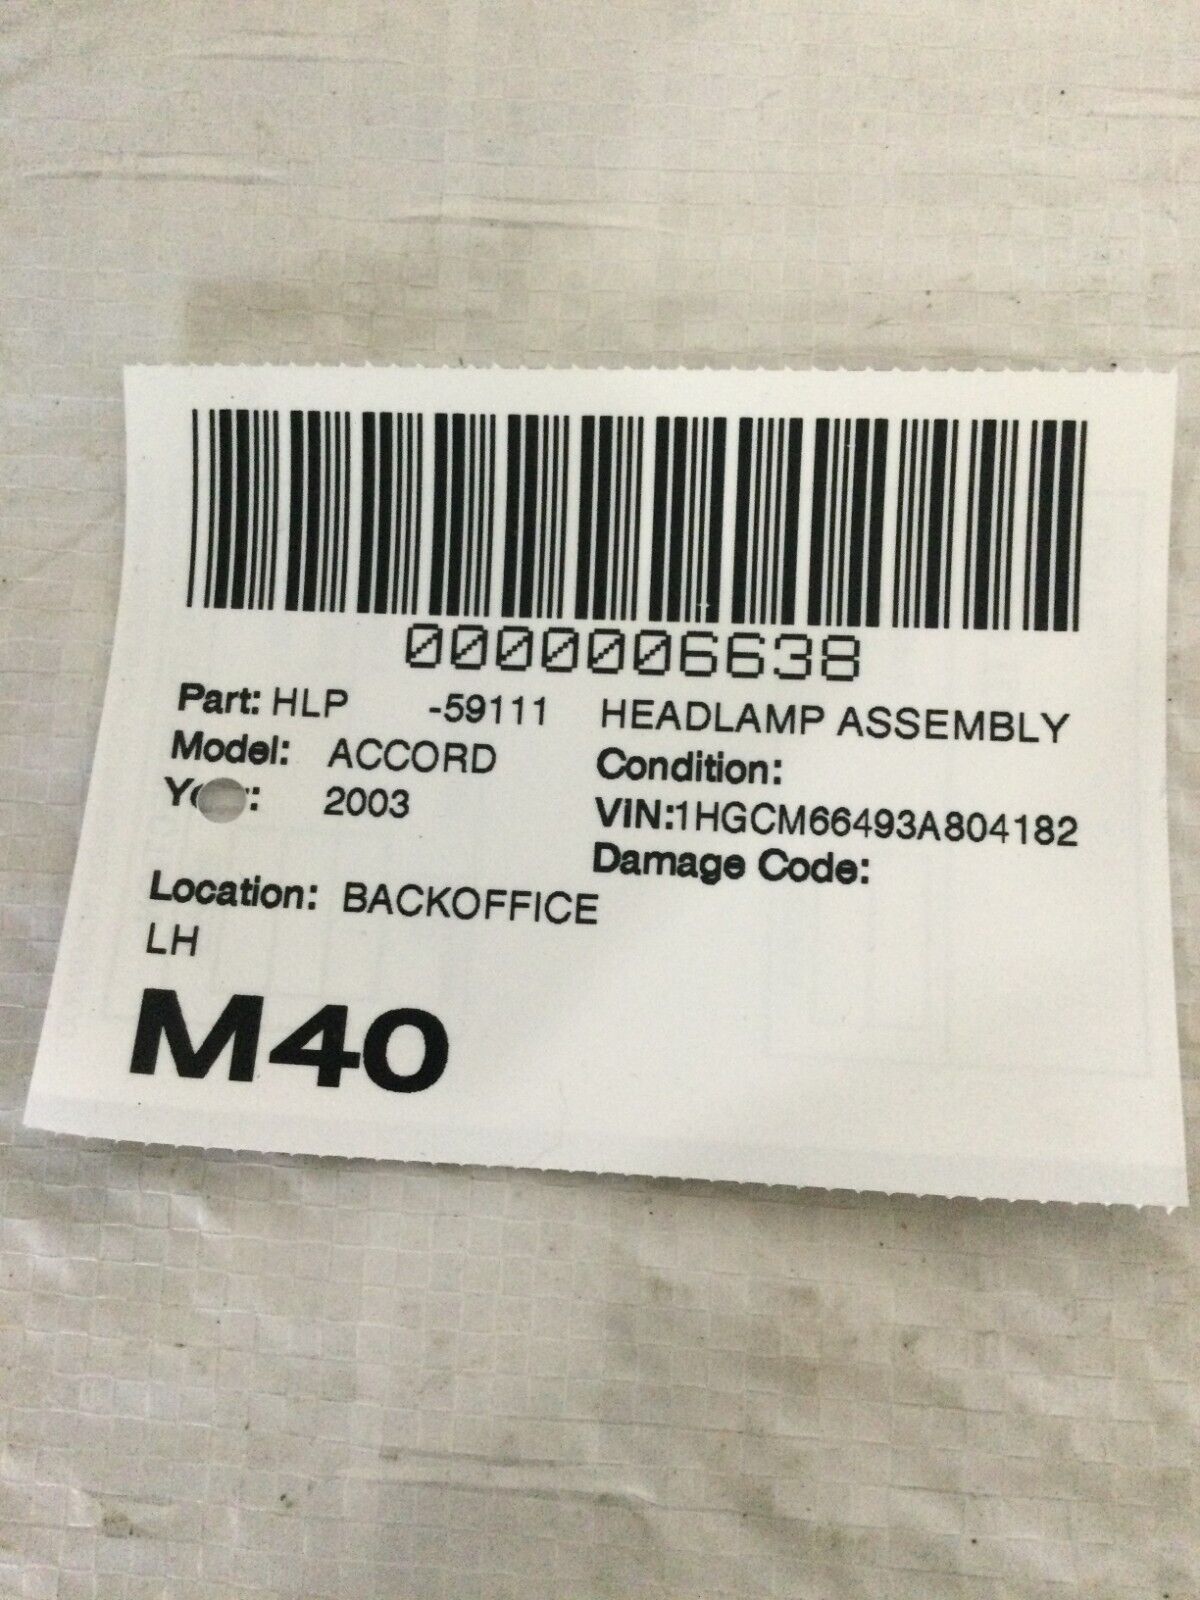 0000006638
Part: HLP -59111 HEADLAMP ASSEMBLY
Model: ACCORD Condition:
2003 VIN:1HGCM66493A804182
Damage Code:
Location: BACKOFFICE
LH
M40